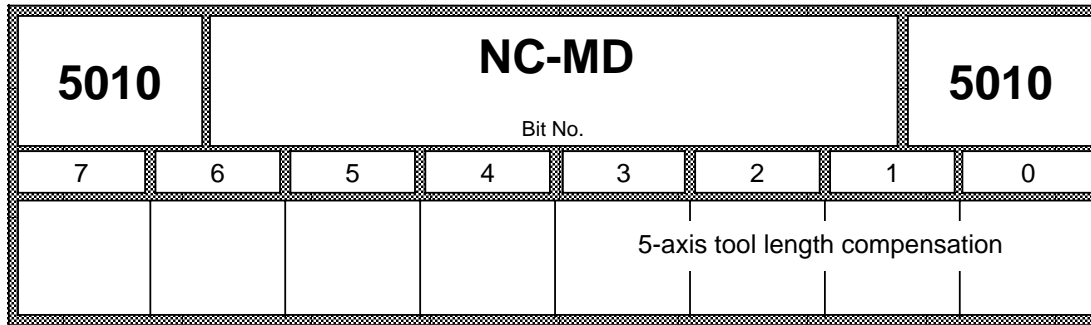 5010 NC-MD 5010
Bit No.
7 6 5 4 3 2 1 0
5-axis tool length compensation